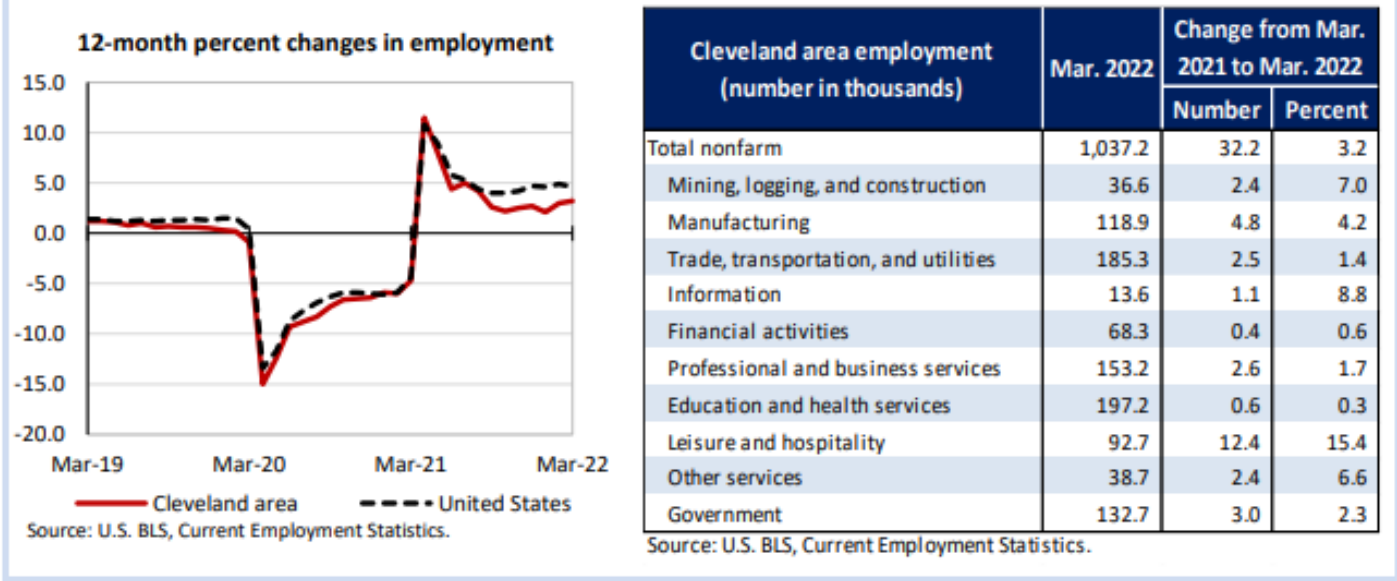 12-month percent changes in employment
15.0
10.0
5.0
0.0
-5.0
-10.0
-15.0
-20.0
Mar-19 Mar-20 Mar-21 Mar-22
Cleveland area United States
Source: U.S. BLS, Current Employment Statistics.
Cleveland area employment
(number in thousands)
Mar. 2022
Change from Mar.
2021 to Mar. 2022
Number Percent
Total nonfarm 1,037.2 32.2 3.2
Mining, logging, and construction 36.6 2.4 7.0
Manufacturing 118.9 4.8 4.2
Trade, transportation, and utilities 185.3 2.5 1.4
Information 13.6 1.1 8.8
Financial activities 68.3 0.4 0.6
Professional and business services 153.2 2.6 1.7
Education and health services 197.2 0.6 0.3
Leisure and hospitality 92.7 12.4 15.4
Other services 38.7 2.4 6.6
Government 132.7 3.0 2.3
Source: U.S. BLS, Current Employment Statistics.